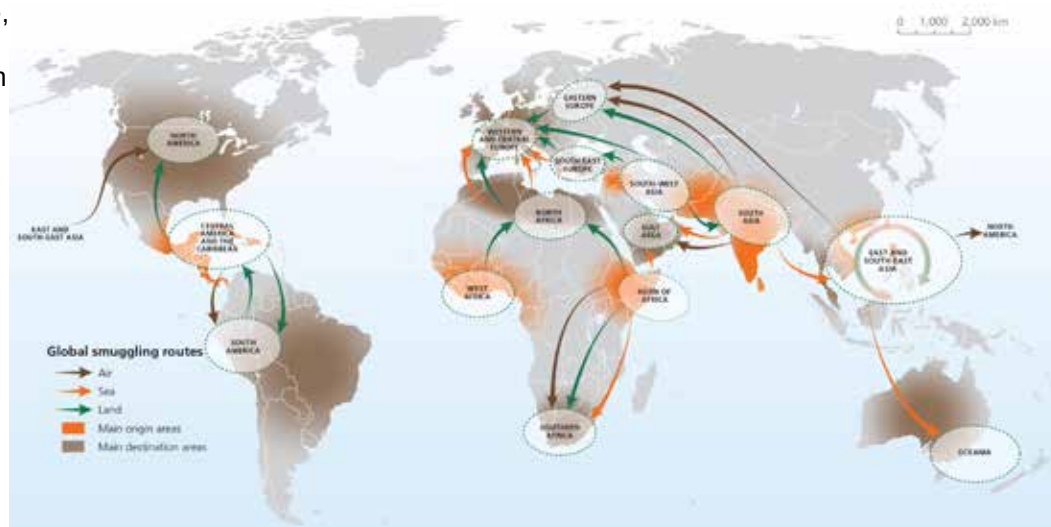 ,
n
0 1,000 2,000 km
EASTERN
EUROPE
NORTH
AMERICA
WESTERN
AND CENTRAL
EUROPE
SOUTH-EAST
EUROPE
SOUTH-WEST
ASIA
SOUTH
ASIA
NORTH
AFRICA
GULF
AREA
EAST AND
SOUTH-EAST ASIA
CENTRAL
AMERICA
AND THE
CARIBBEAN
EAST AND
SOUTH-EAST
ASIA
NORTH
AMERICA
WEST
AFRICA
HORN OF
AFRICA
SOUTH
AMERICA
SOUTHERN
AFRICA
OCEANIA
Global smuggling routes
Air
Sea
Land
Main origin areas
Main destination areas